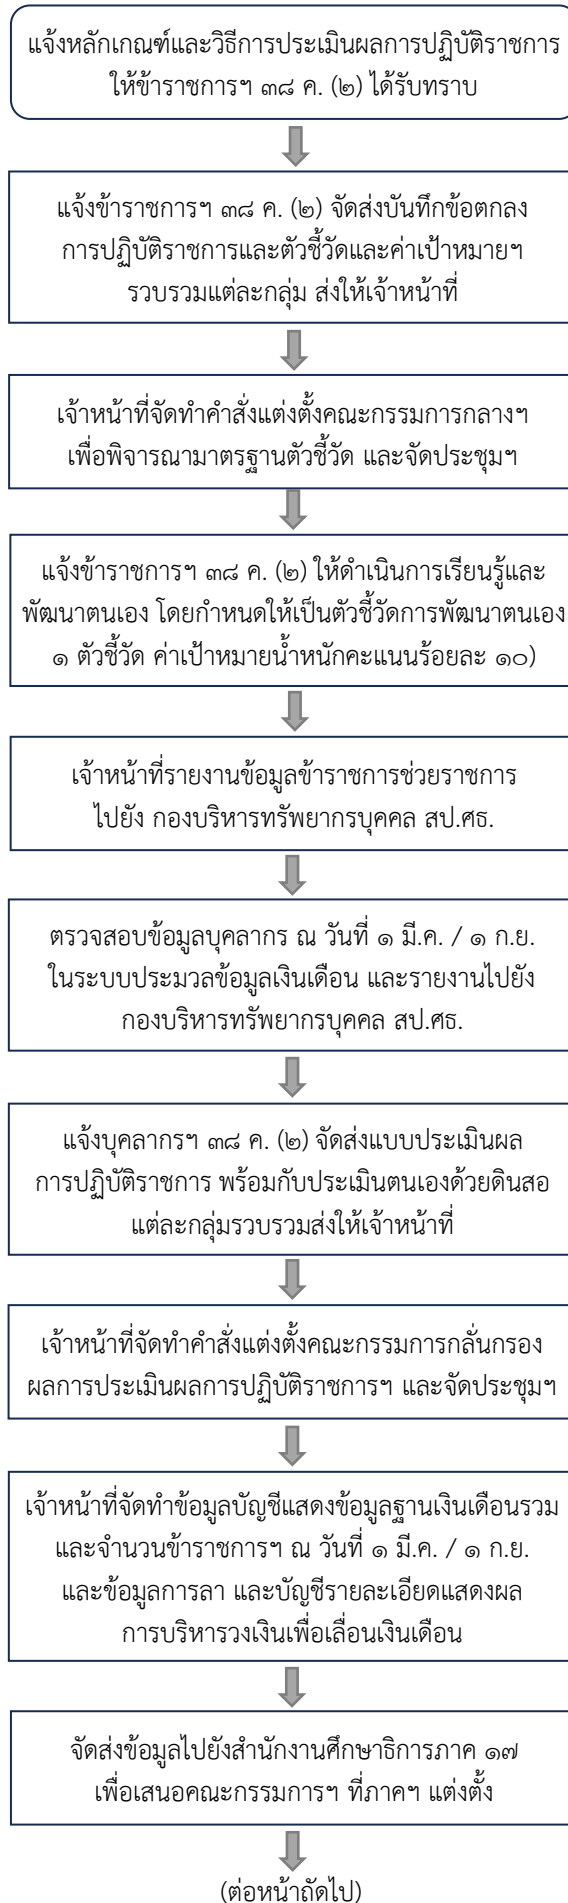 แจ้งหลักเกณฑ์และวิธีการประเมินผลการปฏิบัติราชการ
ให้ข้าราชการฯ ๓๘ ค. (๒) ได้รับทราบ
แจ้งข้าราชการฯ ๓๘ ค. (๒) จัดส่งบันทึกข้อตกลง
การปฏิบัติราชการและตัวชี้วัดและค่าเป้าหมายฯ
รวบรวมแต่ละกลุ่ม ส่งให้เจ้าหน้าที่
เจ้าหน้าที่จัดทำคำสั่งแต่งตั้งคณะกรรมการกลางฯ
เพื่อพิจารณามาตรฐานตัวชี้วัด และจัดประชุมฯ
แจ้งข้าราชการฯ ๓๘ ค. (๒) ให้ดำเนินการเรียนรู้และ
พัฒนาตนเอง โดยกำหนดให้เป็นตัวชี้วัดการพัฒนาตนเอง
๑ ตัวชี้วัด ค่าเป้าหมายน้ำหนักคะแนนร้อยละ ๑๐)
เจ้าหน้าที่รายงานข้อมูลข้าราชการช่วยราชการ
ไปยัง กองบริหารทรัพยากรบุคคล สป.ศธ.
ตรวจสอบข้อมูลบุคลากร ณ วันที่ ๑ มี.ค. / ๑ ก.ย.
ในระบบประมวลข้อมูลเงินเดือน และรายงานไปยัง
กองบริหารทรัพยากรบุคคล สป.ศธ.
แจ้งบุคลากรฯ ๓๘ ค. (๒) จัดส่งแบบประเมินผล
การปฏิบัติราชการ พร้อมกับประเมินตนเองด้วยดินสอ
แต่ละกลุ่มรวบรวมส่งให้เจ้าหน้าที่
เจ้าหน้าที่จัดทำคำสั่งแต่งตั้งคณะกรรมการกลั่นกรอง
ผลการประเมินผลการปฏิบัติราชการฯ และจัดประชุมฯ
เจ้าหน้าที่จัดทำข้อมูลบัญชีแสดงข้อมูลฐานเงินเดือนรวม
และจำนวนข้าราชการฯ ณ วันที่ ๑ มี.ค. / ๑ ก.ย.
และข้อมูลการลา และบัญชีรายละเอียดแสดงผล
การบริหารวงเงินเพื่อเลื่อนเงินเดือน
จัดส่งข้อมูลไปยังสำนักงานศึกษาธิการภาค ๑๗
เพื่อเสนอคณะกรรมการฯ ที่ภาคฯ แต่งตั้ง
(ต่อหน้าถัดไป)